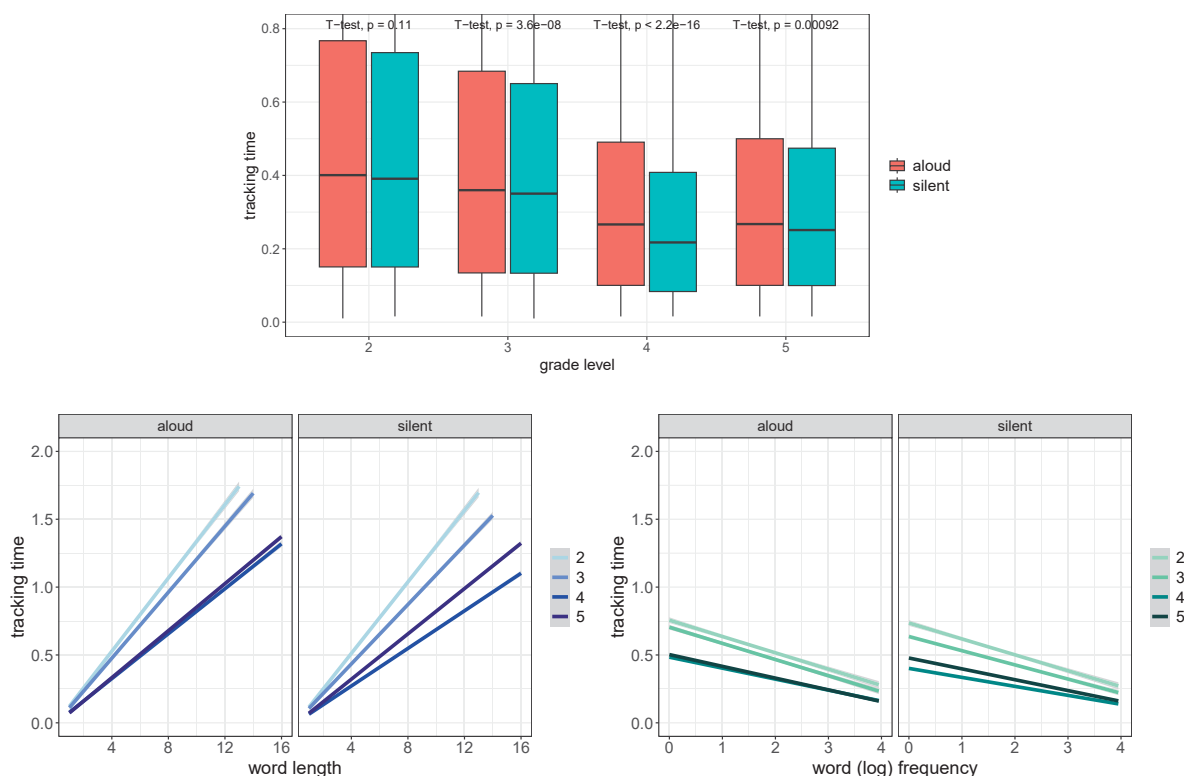 T-test, p = 0.11 T-test, p = 3.6e-08 T-test, p < 2.2e-16 T-test, p = 0.00092
0.8
0.6
0.4
0.2
0.0
tracking time
2 3 4 5
grade level
aloud
silent
aloud silent
2.0
1.5
1.0
0.5
0.0
tracking time
4 8 12 16 4 8 12 16
word length
2
3
4
5
aloud silent
2.0
1.5
1.0
0.5
0.0
tracking time
0 1 2 3 4 0 1 2 3 4
word (log) frequency
2
3
4
5